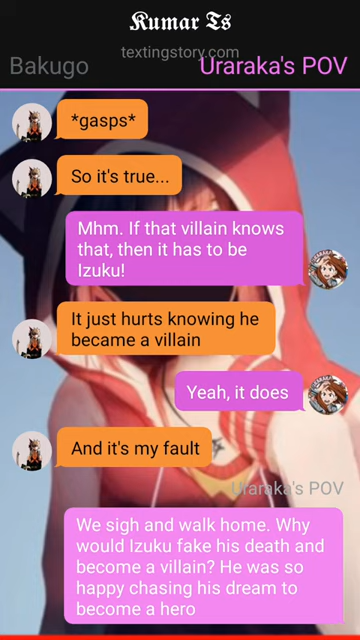 Kumar Ts
textingstory.com
Bakugo
Uraraka's POV
*gasps*
So it's true...
Mhm. If that villain knows
that, then it has to be
Izuku!
It just hurts knowing he
became a villain
Yeah, it does
And it's my fault
Uraraka's POV
We sigh and walk home. Why
would Izuku fake his death and
become a villain? He was so
happy chasing his dream to
become a hero